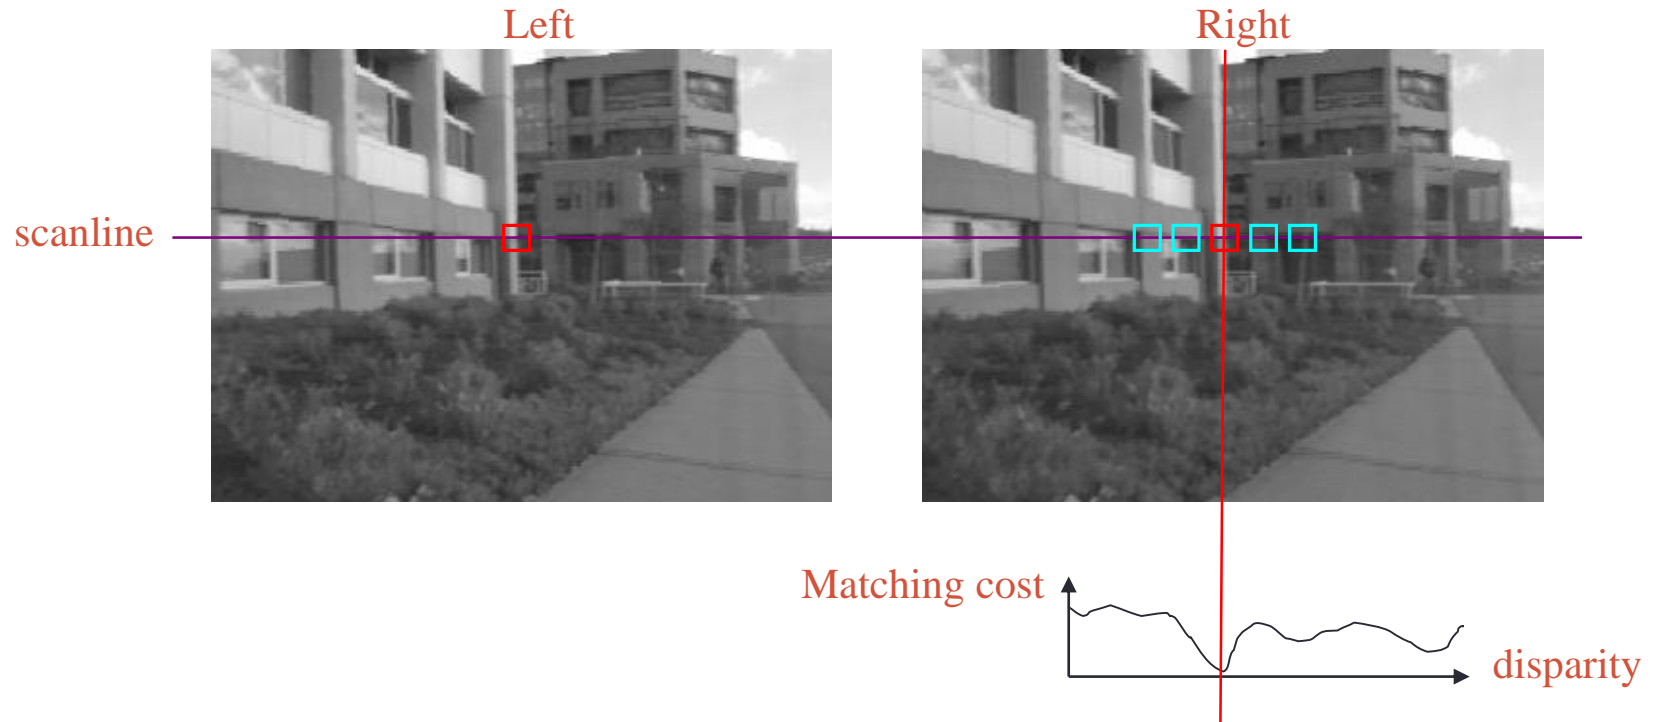 Left
Right
scanline
Matching cost
disparity